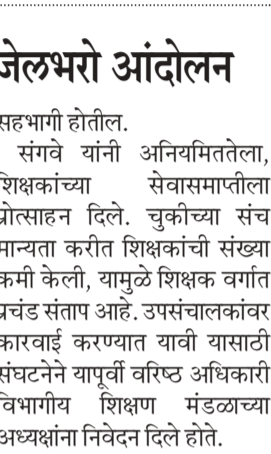 जेलभरो आंदोलन
सहभागी होतील.
संगवे यांनी अनियमिततेला,
शिक्षकांच्या सेवासमाप्तीला
प्रोत्साहन दिले. चुकीच्या संच
मान्यता करीत शिक्षकांची संख्या
कमी केली, यामुळे शिक्षक वर्गात
प्रचंड संताप आहे. उपसंचालकांवर
कारवाई करण्यात यावी यासाठी
संघटनेने यापूर्वी वरिष्ठ अधिकारी
विभागीय शिक्षण मंडळाच्या
अध्यक्षांना निवेदन दिले होते.